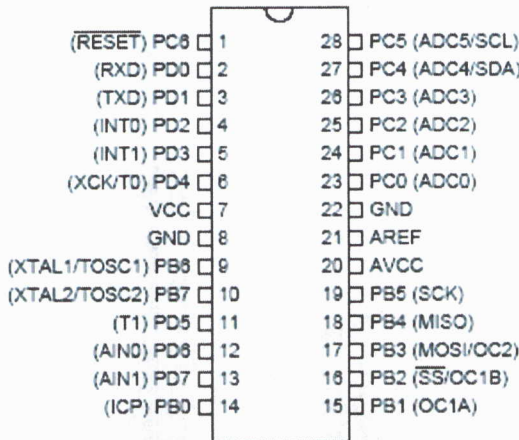 (RESET) PC6 1 28 PC5 (ADC5/SCL)
(RXD) PD0 2 27 PC4 (ADC4/SDA)
(TXD) PD1 3 26 PC3 (ADC3)
(INT0) PD2 4 25 PC2 (ADC2)
(INT1) PD3 5 24 PC1 (ADC1)
(XCK/T0) PD4 6 23 PC0 (ADC0)
VCC 7 22 GND
GND 8 21 AREF
(XTAL1/TOSC1) PB6 9 20 AVCC
(XTAL2/TOSC2) PB7 10 19 PB5 (SCK)
(T1) PD5 11 18 PB4 (MISO)
(AIN0) PD6 12 17 PB3 (MOSI/OC2)
(AIN1) PD7 13 16 PB2 (SS/OC1B)
(ICP) PB0 14 15 PB1 (OC1A)